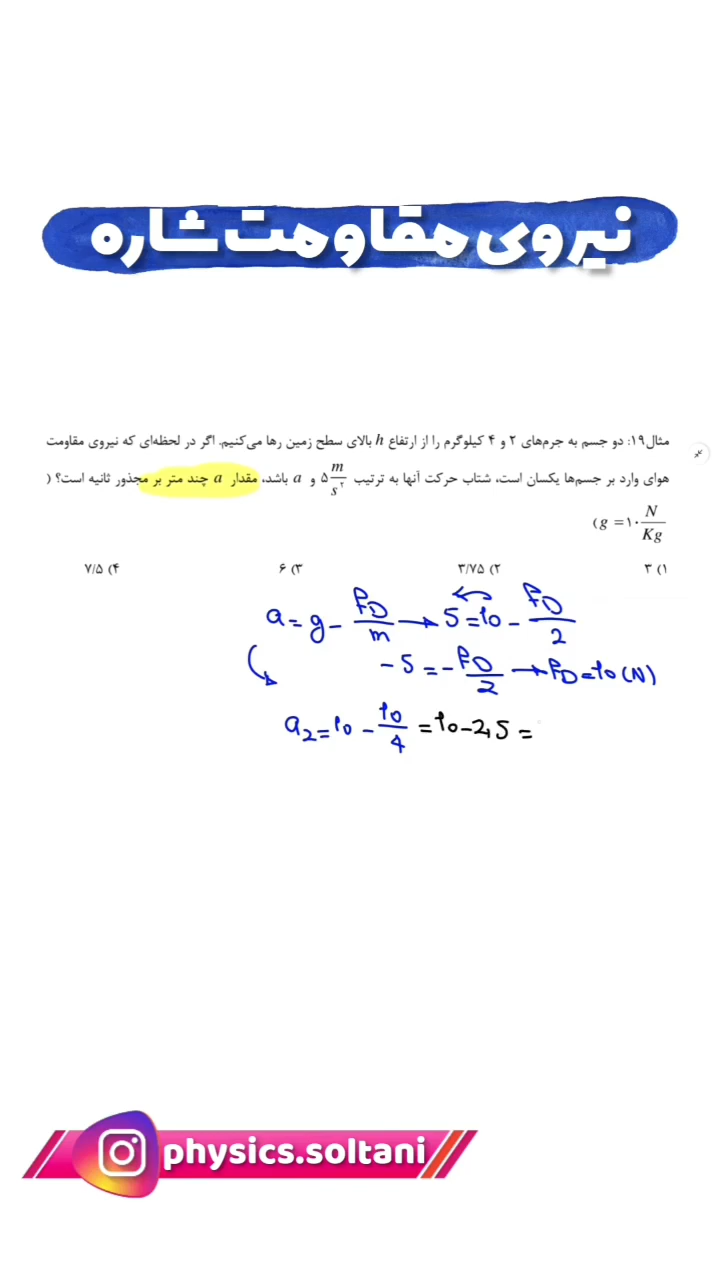 نیروی مقاومت شاره
مثال۱۹: دو جسم به جرم‌های ۲ و ۴ کیلوگرم را از ارتفاع h بالای سطح زمین رها می‌کنیم. اگر در لحظه‌ای که نیروی مقاومت
هوای وارد بر جسم‌ها یکسان است، شتاب حرکت آنها به ترتیب ۵ m/s² و a باشد، مقدار a چند متر بر مجذور ثانیه است؟ (
g = ۱۰ N/Kg)
۱) ۳ ۲) ۳/۷۵ ۳) ۶ ۴) ۷/۵
a = g - f_D/m → 5 = 10 - f_D/2
-5 = -f_D/2 → f_D = 10 (N)
a_2 = 10 - 10/4 = 10 - 2,5 =
physics.soltani